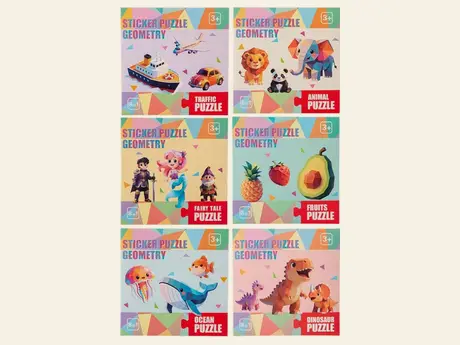 STICKER PUZZLE
GEOMETRY
3+
TRAFFIC
PUZZLE
STICKER PUZZLE
GEOMETRY
3+
ANIMAL
PUZZLE
STICKER PUZZLE
GEOMETRY
3+
FAIRY TALE
PUZZLE
STICKER PUZZLE
GEOMETRY
3+
FRUITS
PUZZLE
STICKER PUZZLE
GEOMETRY
3+
OCEAN
PUZZLE
STICKER PUZZLE
GEOMETRY
3+
DINOSAUR
PUZZLE